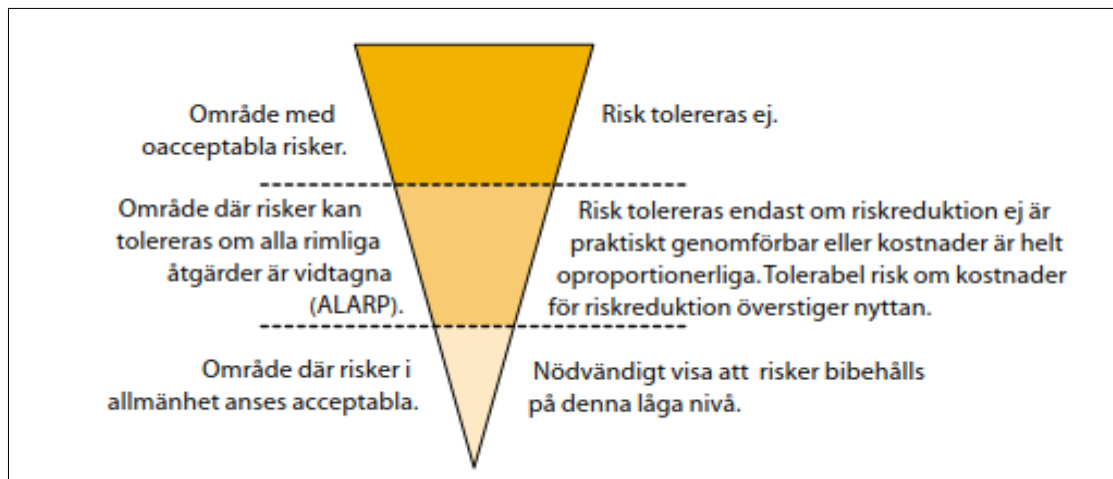 Område med
oacceptabla risker.
Risk tolereras ej.
Område där risker kan
tolereras om alla rimliga
åtgärder är vidtagna
(ALARP).
Risk tolereras endast om riskreduktion ej är
praktiskt genomförbar eller kostnader är helt
oproportionerliga. Tolerabel risk om kostnader
för riskreduktion överstiger nyttan.
Område där risker i
allmänhet anses acceptabla.
Nödvändigt visa att risker bibehålls
på denna låga nivå.